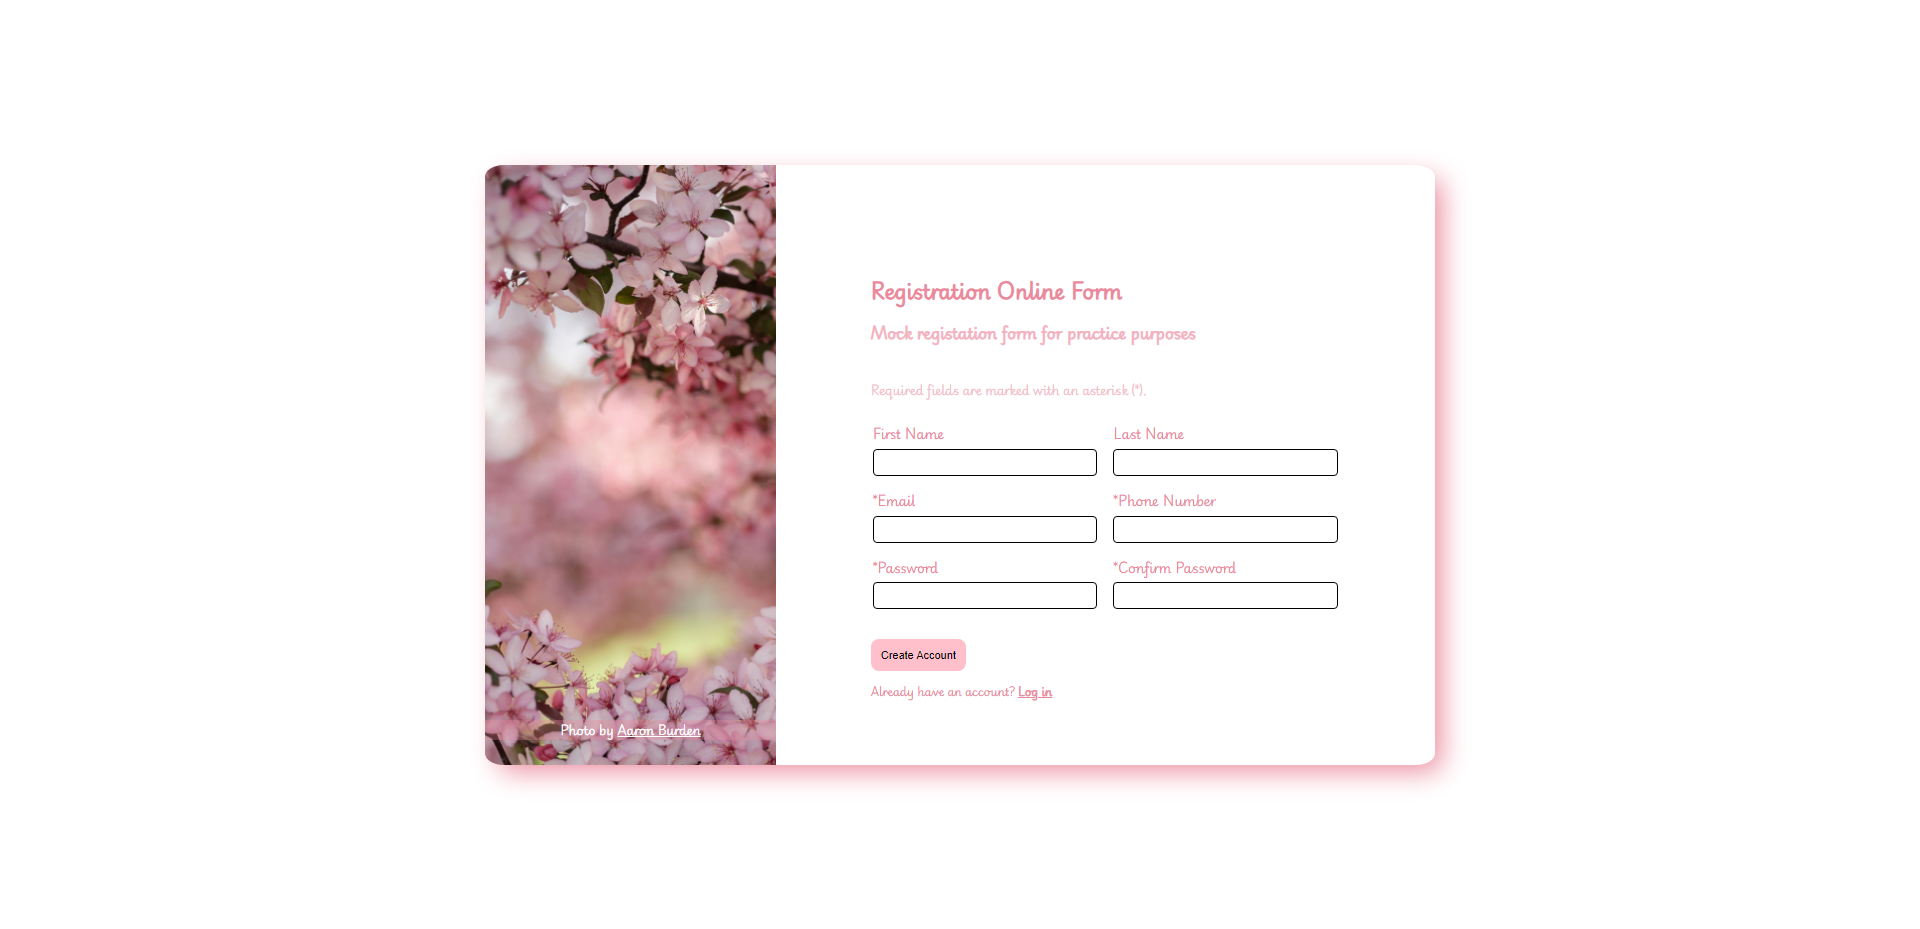 Registration Online Form
Mock registation form for practice purposes
Required fields are marked with an asterisk (*).
First Name
Last Name
*Email
*Phone Number
*Password
*Confirm Password
Create Account
Already have an account? Log in
Photo by Aaron Burden